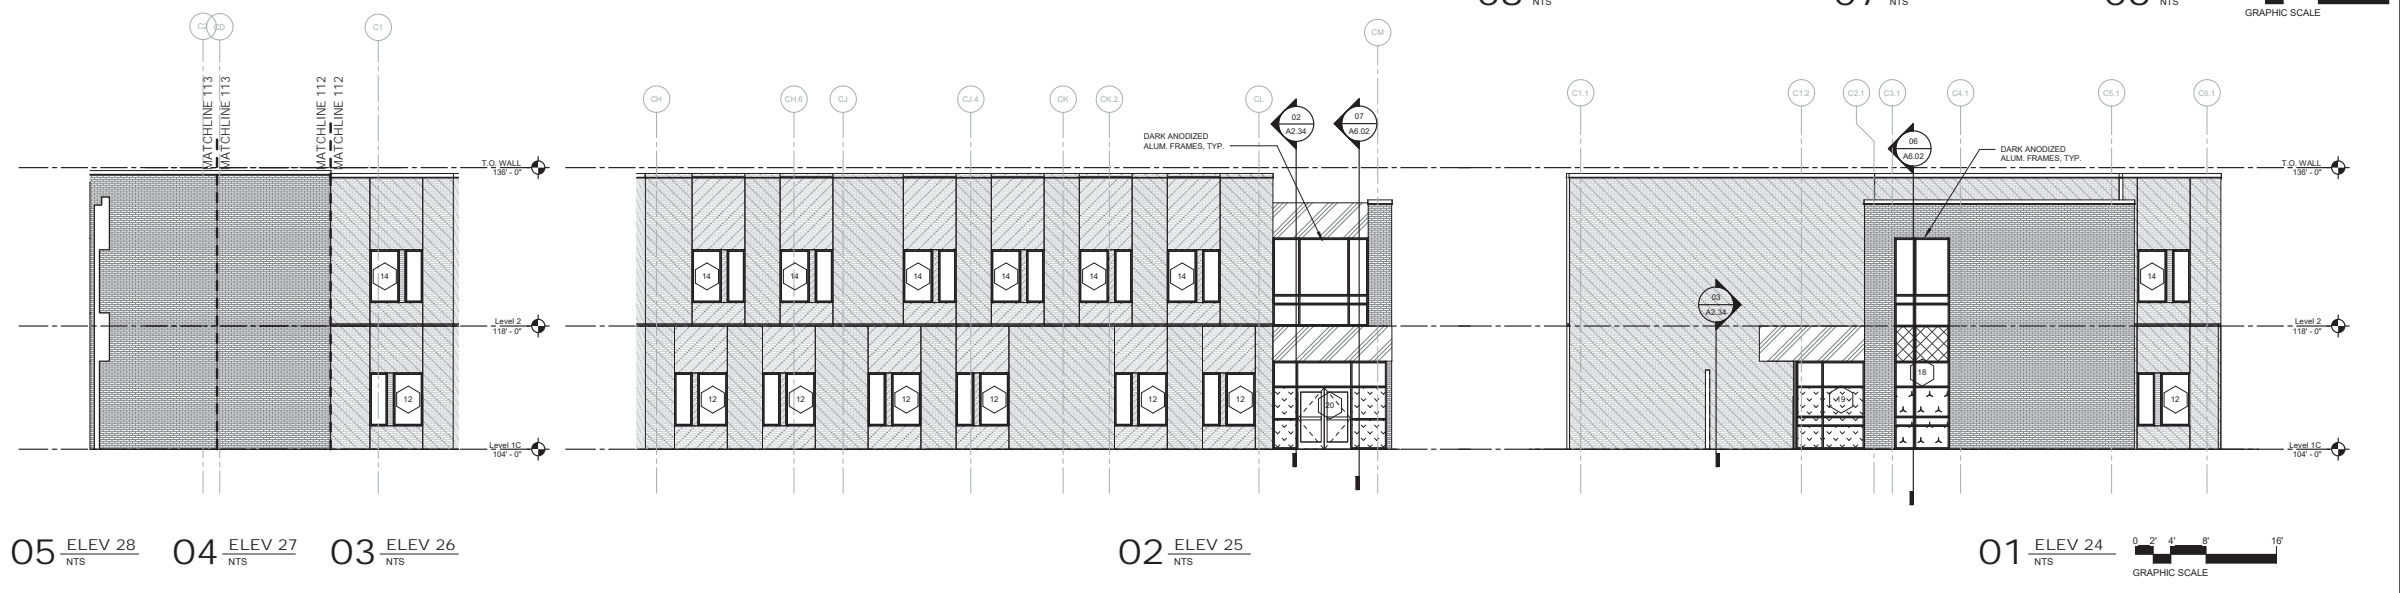 NTS
NTS
NTS
GRAPHIC SCALE
CD
C1
MATCHLINE 113
MATCHLINE 113
MATCHLINE 112
MATCHLINE 112
T.O. WALL
136' - 0"
14
Level 2
118' - 0"
12
Level 1C
104' - 0"
05 ELEV 28
NTS
04 ELEV 27
NTS
03 ELEV 26
NTS
CH
CH.6
CJ
CJ.4
CK
CK.2
CL
CM
02
A2.34
07
A6.02
DARK ANODIZED
ALUM. FRAMES, TYP.
14
14
14
14
14
14
12
12
12
12
12
12
20
02 ELEV 25
NTS
C1.1
C1.2
C2.1
C3.1
C4.1
C5.1
C6.1
06
A6.02
DARK ANODIZED
ALUM. FRAMES, TYP.
T.O. WALL
136' - 0"
03
A2.34
14
Level 2
118' - 0"
18
19
12
Level 1C
104' - 0"
01 ELEV 24
NTS
0 2' 4' 8' 16'
GRAPHIC SCALE